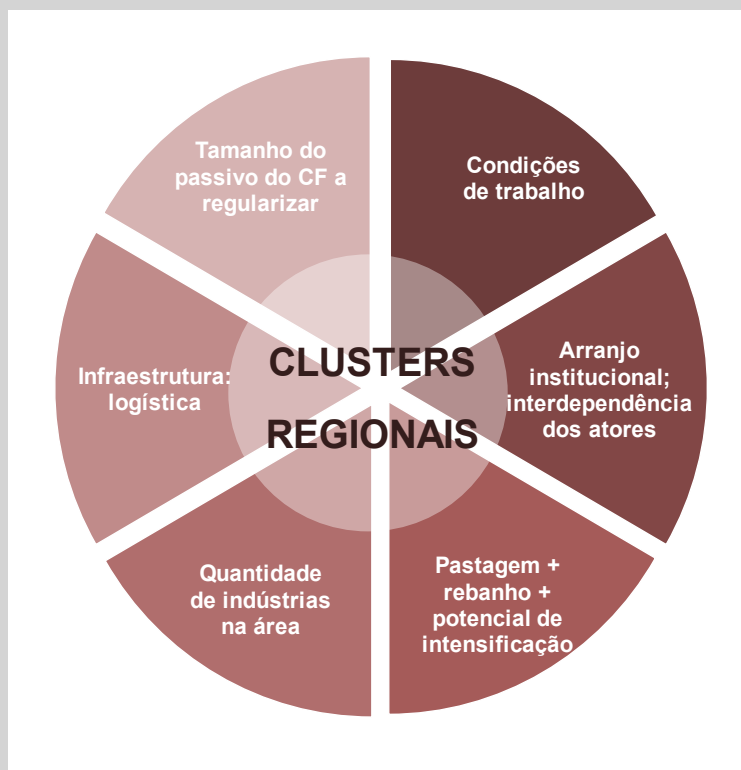 Tamanho do
passivo do CF a
regularizar
Condições
de trabalho
Infraestrutura:
logística
CLUSTERS
REGIONAIS
Arranjo
institucional;
interdependência
dos atores
Quantidade
de indústrias
na área
Pastagem +
rebanho +
potencial de
intensificação